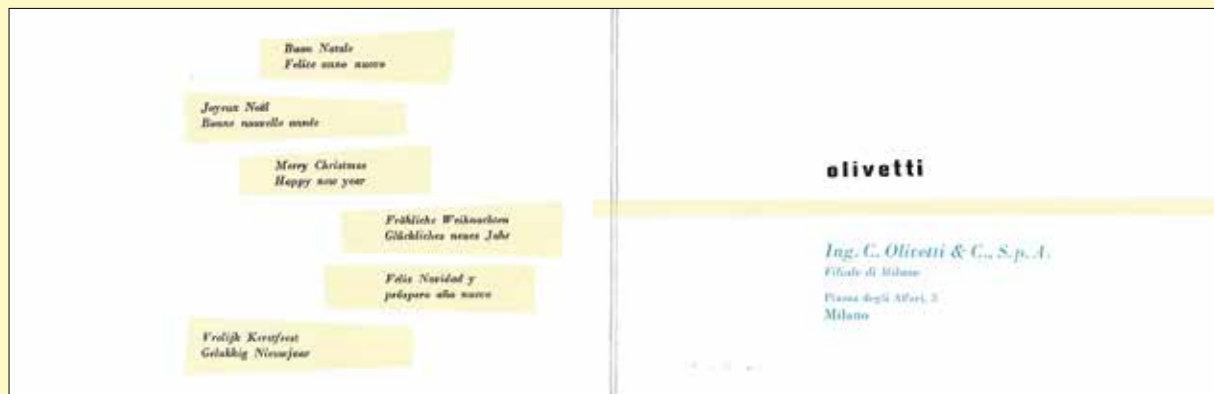 Buon Natale
Felice anno nuovo
Joyeux Noël
Bonne nouvelle année
Merry Christmas
Happy new year
Fröhliche Weihnachten
Glückliches neues Jahr
Feliz Navidad y
próspero año nuevo
Vrolijk Kerstfeest
Gelukkig Nieuwjaar
olivetti
Ing. C. Olivetti & C., S.p.A.
Filiale di Milano
Piazza degli Affari, 3
Milano